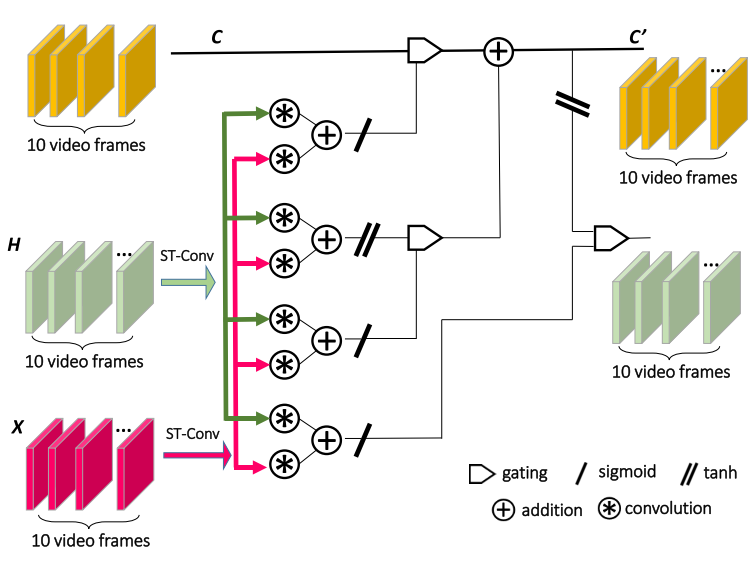 C
C'
10 video frames
...
10 video frames
H
...
ST-Conv
10 video frames
...
10 video frames
X
...
ST-Conv
10 video frames
gating
sigmoid
tanh
addition
convolution